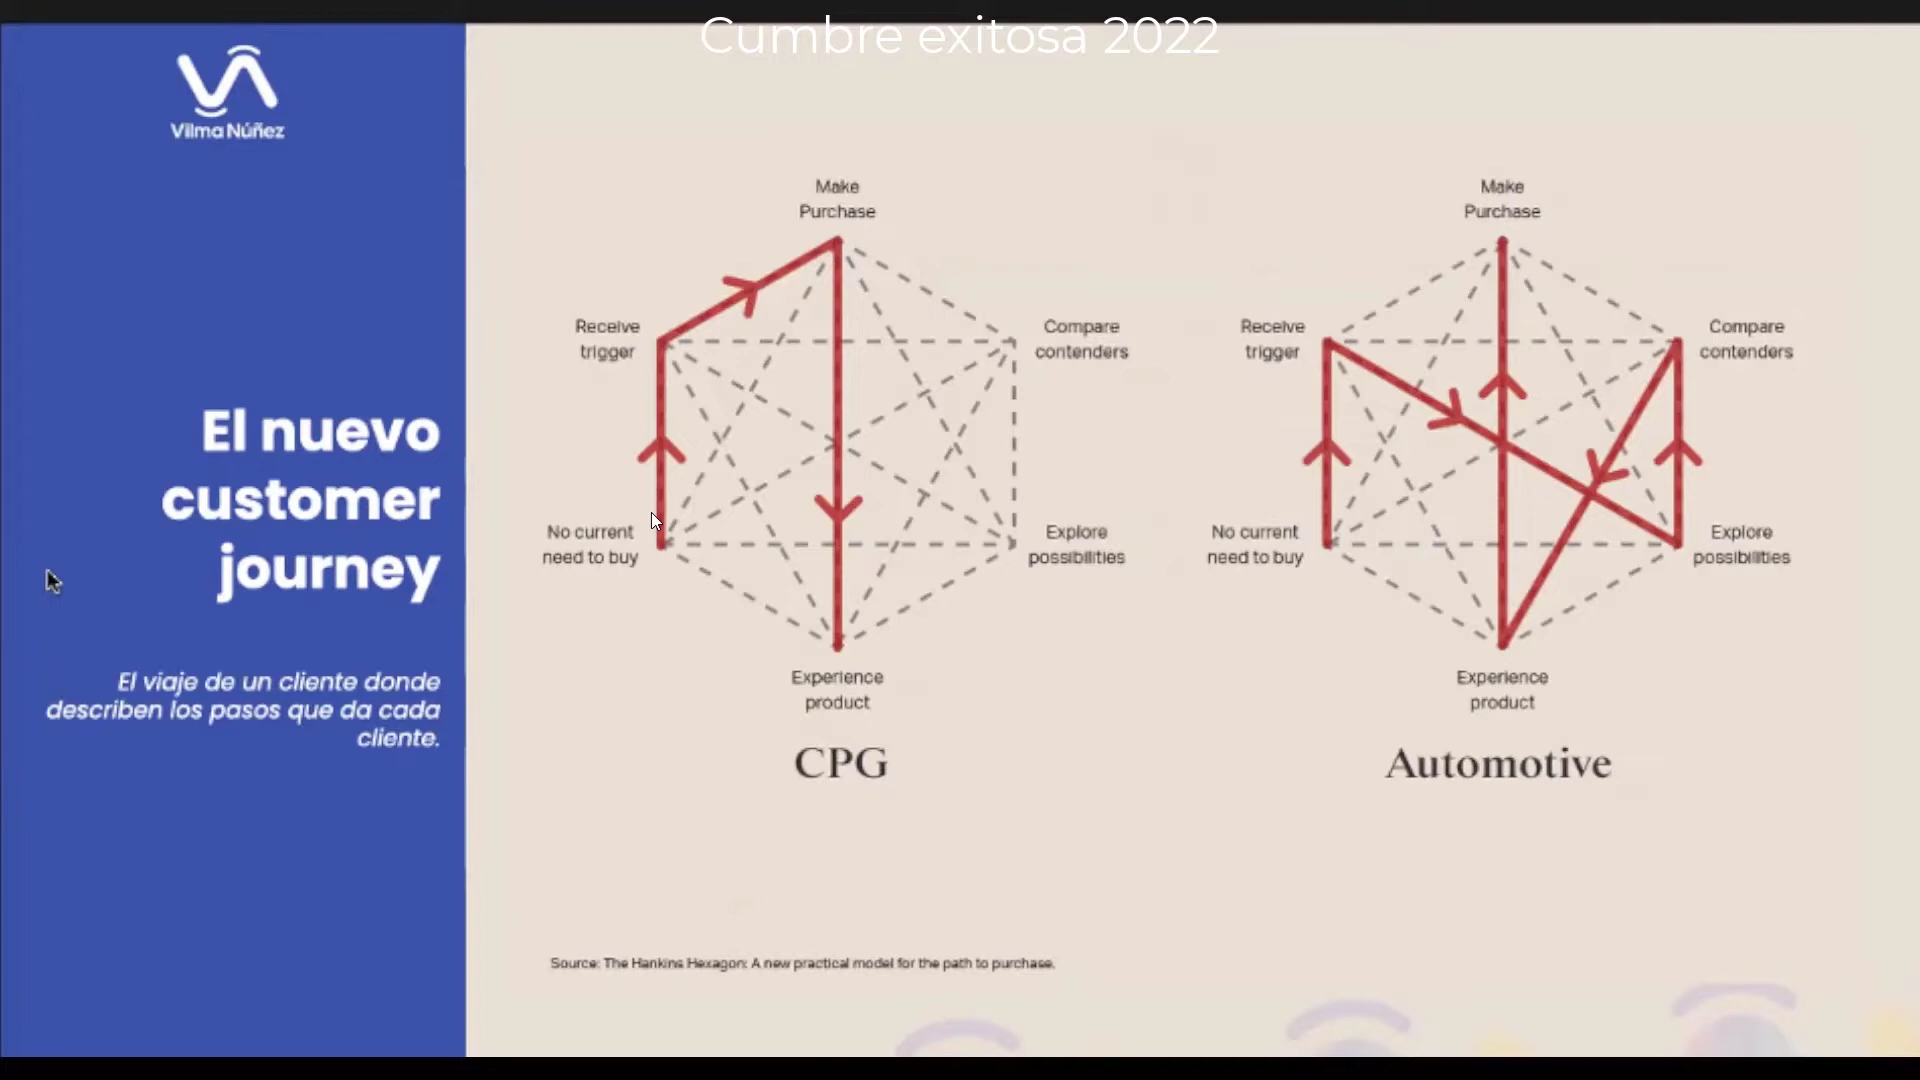 Cumbre exitosa 2022
Vilma Núñez
El nuevo
customer
journey
El viaje de un cliente donde
describen los pasos que da cada
cliente.
Make
Purchase
Receive
trigger
Compare
contenders
No current
need to buy
Explore
possibilities
Experience
product
CPG
Make
Purchase
Receive
trigger
Compare
contenders
No current
need to buy
Explore
possibilities
Experience
product
Automotive
Source: The Hankins Hexagon: A new practical model for the path to purchase.